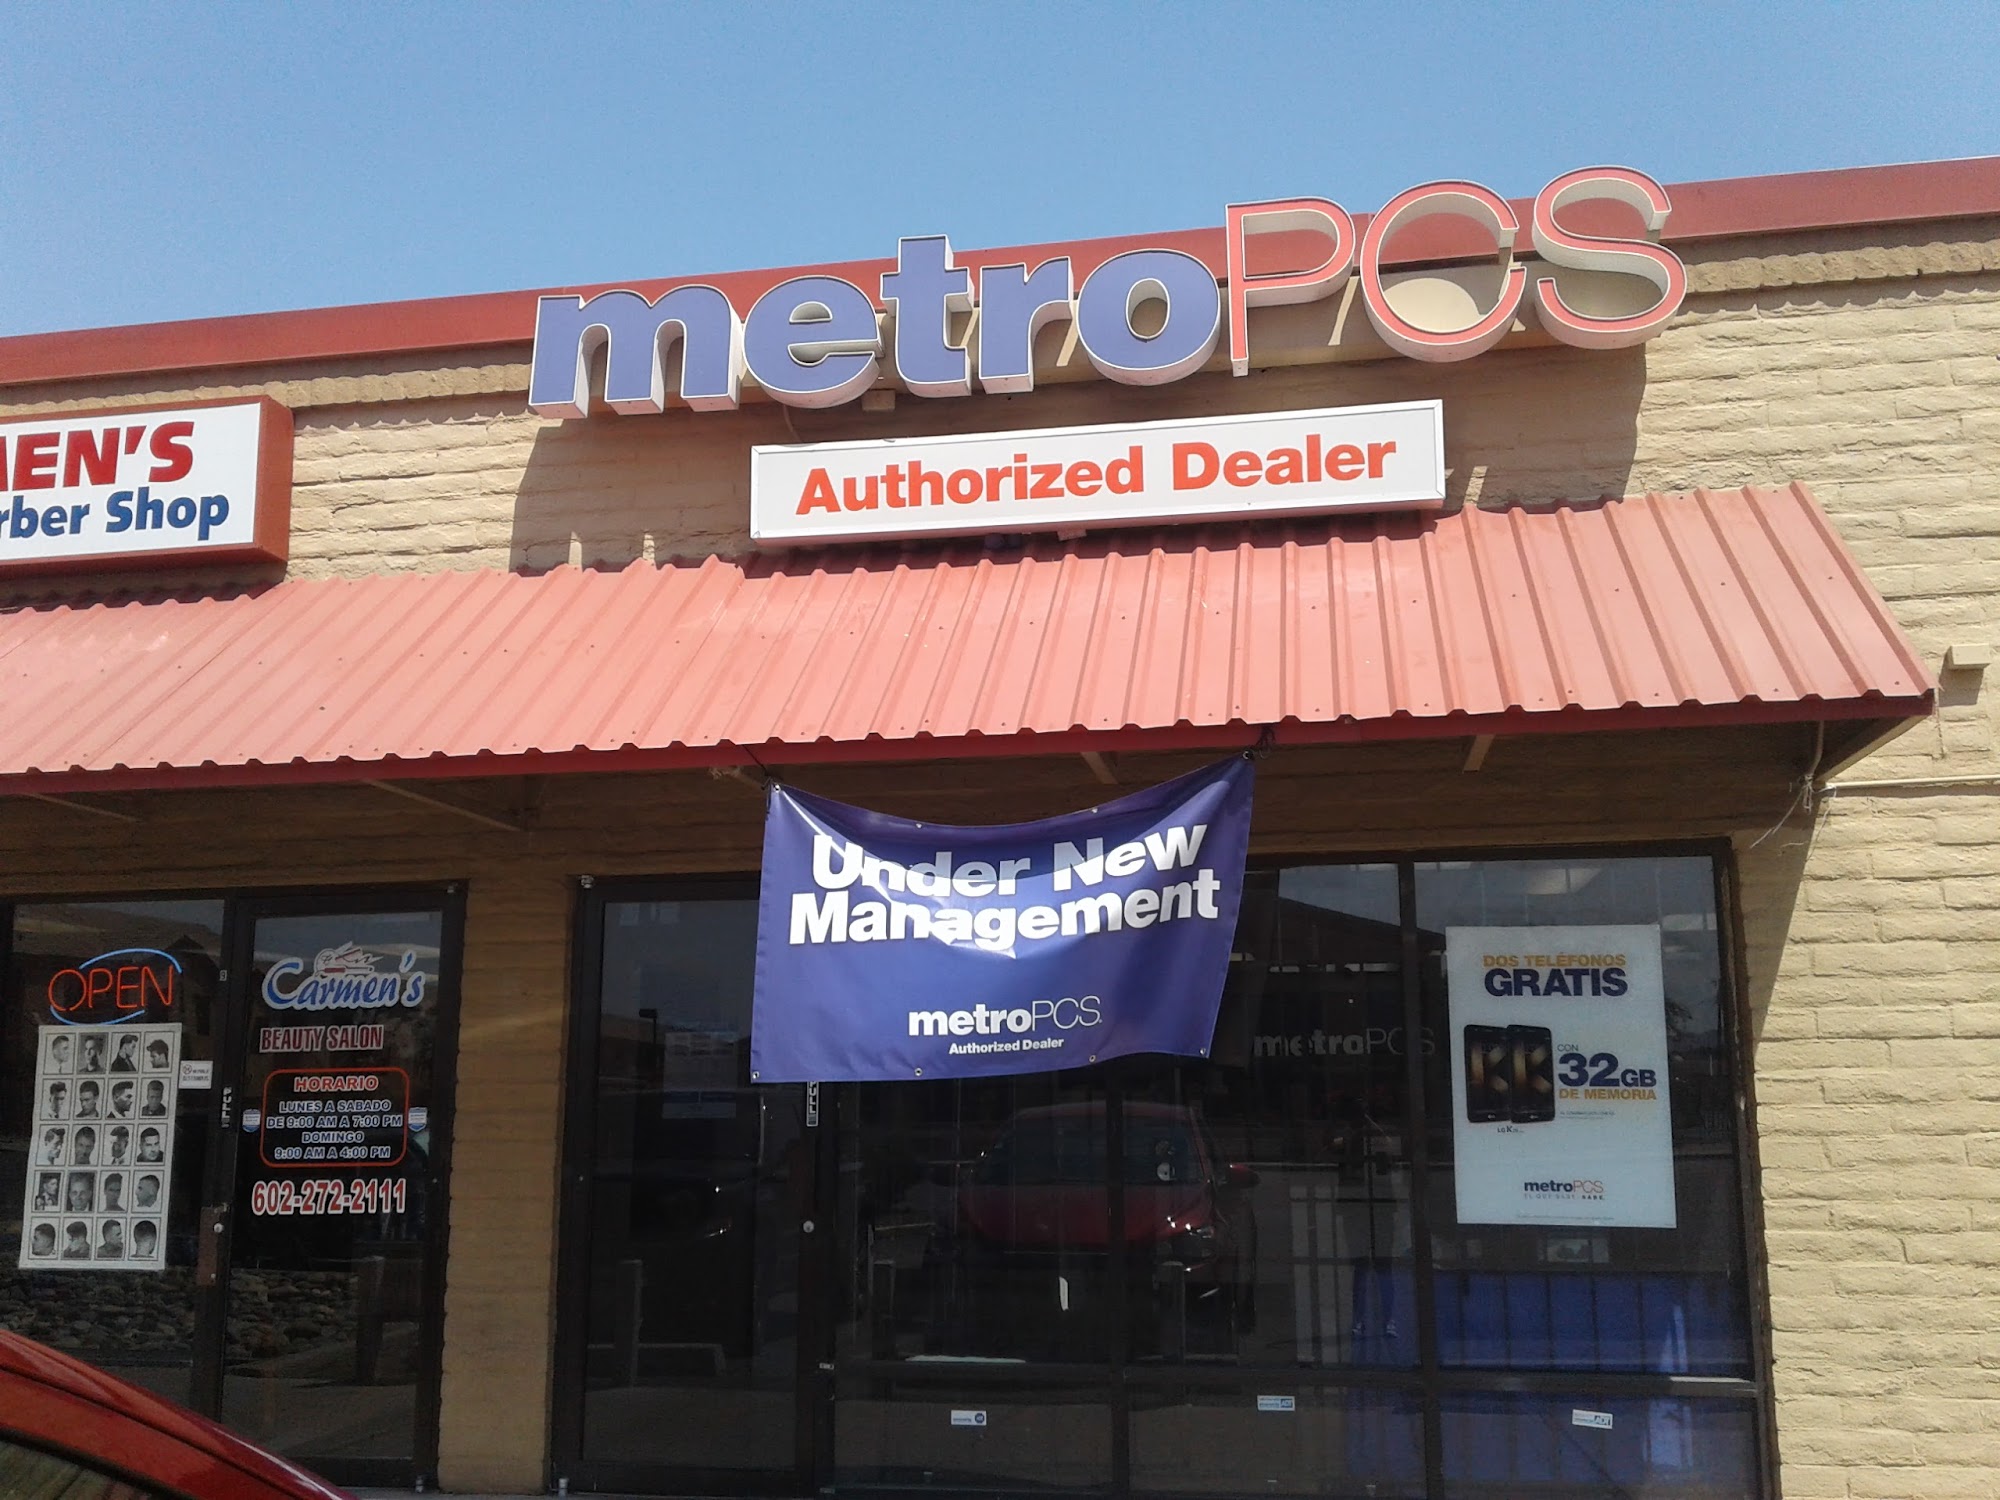 metroPCS
Authorized Dealer
MEN'S
rber Shop
Under New
Management
metroPCS
Authorized Dealer
OPEN
Carmen's
BEAUTY SALON
HORARIO
LUNES A SABADO
DE 9:00 AM A 7:00 PM
DOMINGO
9:00 AM A 4:00 PM
602-272-2111
metroPCS
DOS TELÉFONOS
GRATIS
CON
32GB
DE MEMORIA
metroPCS
ADT
ADT